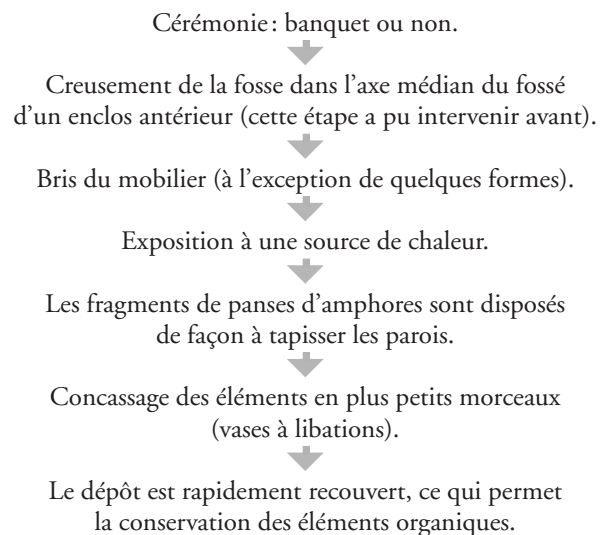 Cérémonie : banquet ou non.
Creusement de la fosse dans l’axe médian du fossé
d’un enclos antérieur (cette étape a pu intervenir avant).
Bris du mobilier (à l’exception de quelques formes).
Exposition à une source de chaleur.
Les fragments de panses d’amphores sont disposés
de façon à tapisser les parois.
Concassage des éléments en plus petits morceaux
(vases à libations).
Le dépôt est rapidement recouvert, ce qui permet
la conservation des éléments organiques.